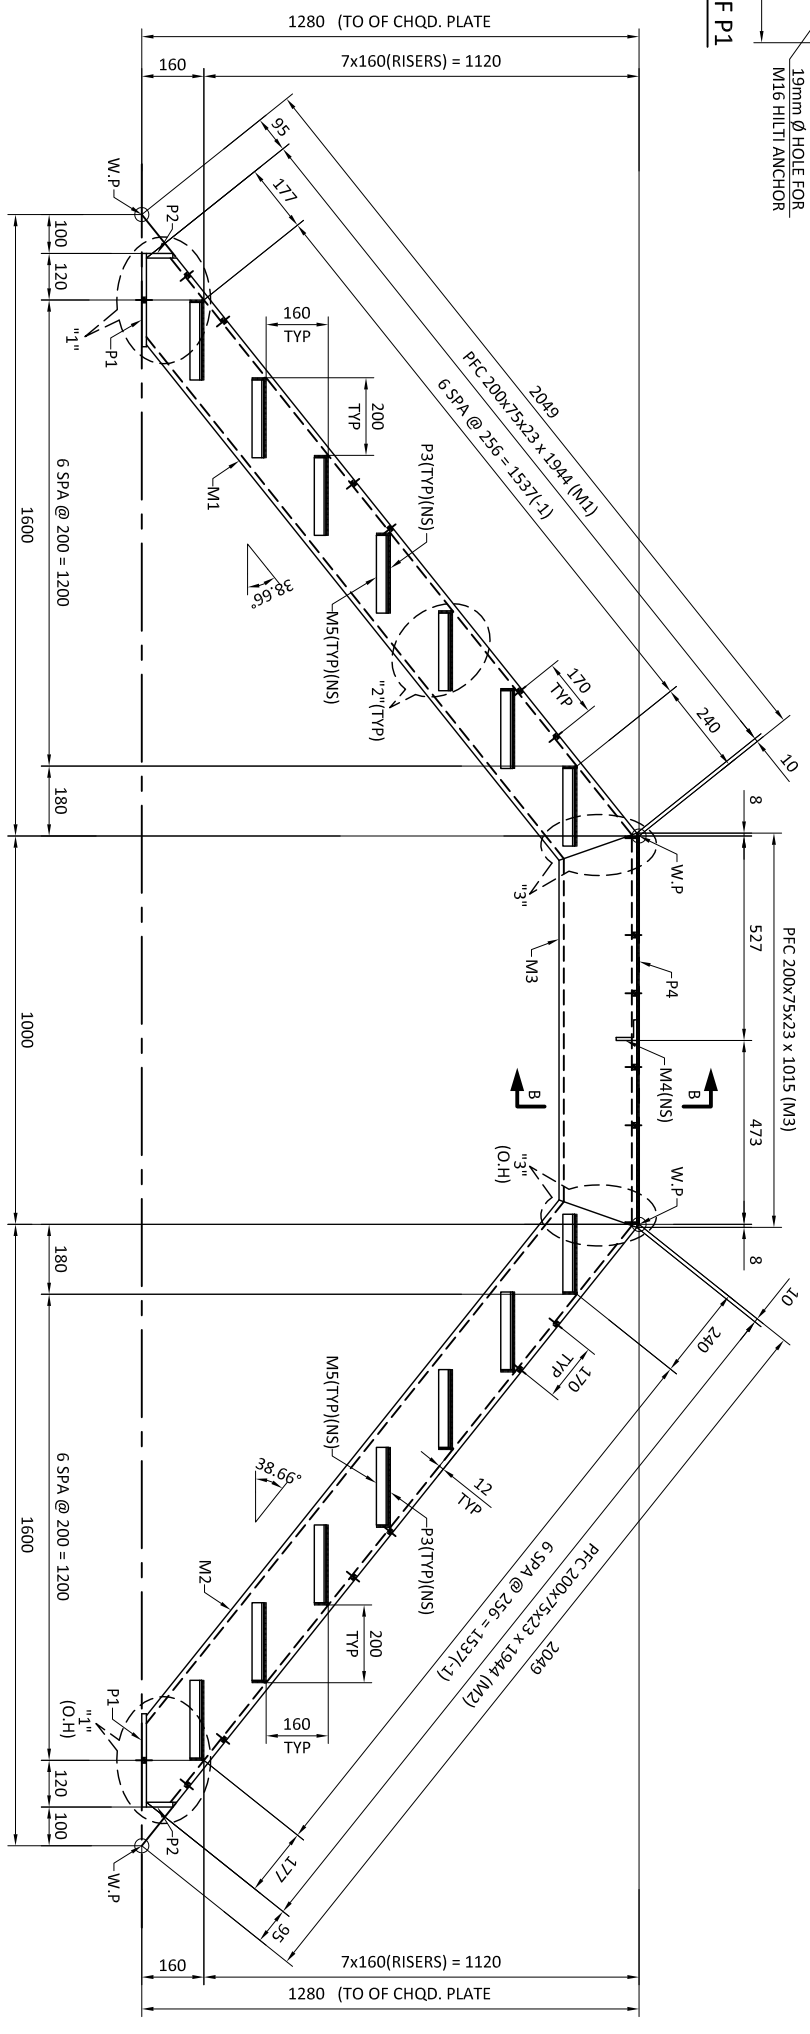 F P1
19mm Ø HOLE FOR
M16 HILTI ANCHOR
1280 (TO OF CHQD. PLATE
160
7x160(RISERS) = 1120
95
177
2049
PFC 200x75x23 x 1944 (M1)
6 SPA @ 256 = 1537(-1)
240
10
8
PFC 200x75x23 x 1015 (M3)
527
473
8
10
240
2049
PFC 200x75x23 x 1944 (M2)
6 SPA @ 256 = 1537(-1)
177
95
W.P
P2
P1
"1"
160
TYP
200
TYP
M1
P3(TYP)(NS)
M5(TYP)(NS)
38.66°
"2"(TYP)
170
TYP
"3"
W.P
M3
P4
M4(NS)
B
B
W.P
"3"
(O.H)
170
TYP
12
TYP
M5(TYP)(NS)
P3(TYP)(NS)
38.66°
M2
200
TYP
160
TYP
P1
"1"
(O.H)
P2
W.P
100
120
6 SPA @ 200 = 1200
180
1600
1000
180
6 SPA @ 200 = 1200
120
100
1600
160
7x160(RISERS) = 1120
1280 (TO OF CHQD. PLATE